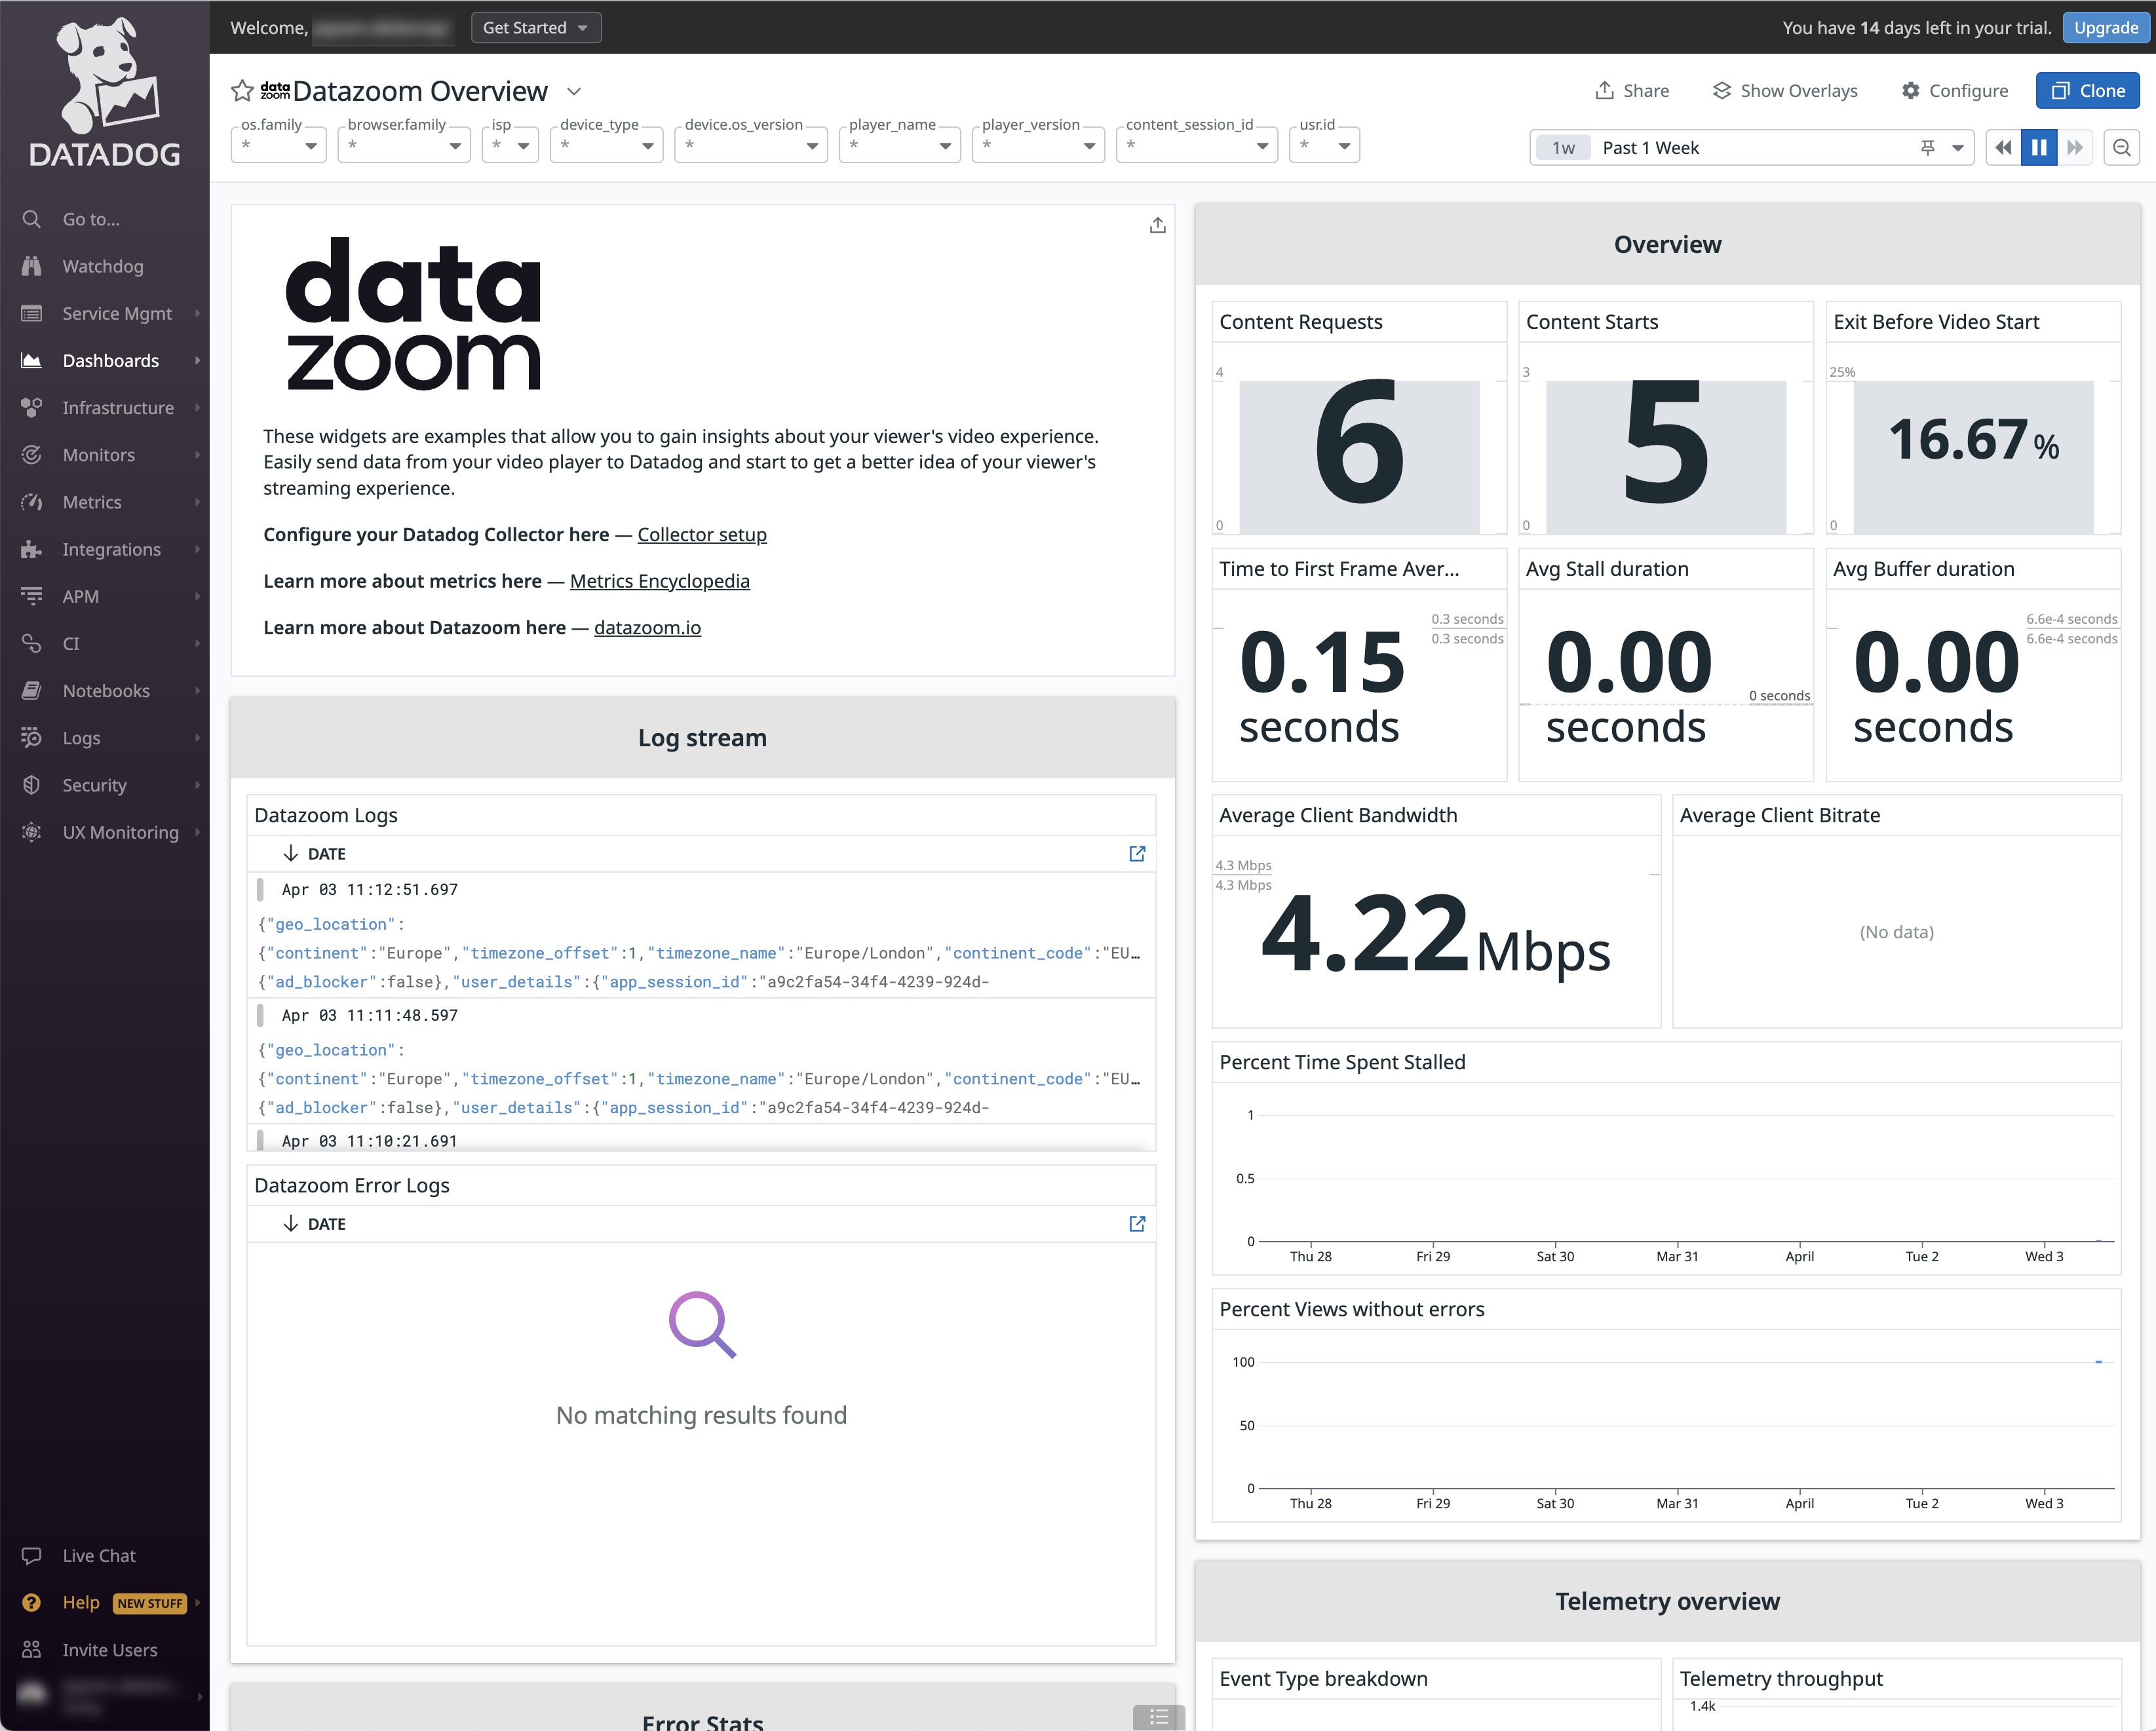 Welcome,
Get Started
You have 14 days left in your trial.
Upgrade
DATADOG
Go to...
Watchdog
Service Mgmt
Dashboards
Infrastructure
Monitors
Metrics
Integrations
APM
CI
Notebooks
Logs
Security
UX Monitoring
Live Chat
Help NEW STUFF
Invite Users
data
zoom
Datazoom Overview
Share
Show Overlays
Configure
Clone
os.family
*
browser.family
*
isp
*
device_type
*
device.os_version
*
player_name
*
player_version
*
content_session_id
*
usr.id
*
1w Past 1 Week
data
zoom
These widgets are examples that allow you to gain insights about your viewer's video experience.
Easily send data from your video player to Datadog and start to get a better idea of your viewer's
streaming experience.
Configure your Datadog Collector here — Collector setup
Learn more about metrics here — Metrics Encyclopedia
Learn more about Datazoom here — datazoom.io
Log stream
Datazoom Logs
DATE
Apr 03 11:12:51.697
{"geo_location":
{"continent":"Europe","timezone_offset":1,"timezone_name":"Europe/London","continent_code":"EU…
{"ad_blocker":false},"user_details":{"app_session_id":"a9c2fa54-34f4-4239-924d-
Apr 03 11:11:48.597
{"geo_location":
{"continent":"Europe","timezone_offset":1,"timezone_name":"Europe/London","continent_code":"EU…
{"ad_blocker":false},"user_details":{"app_session_id":"a9c2fa54-34f4-4239-924d-
Apr 03 11:10:21.691
Datazoom Error Logs
DATE
No matching results found
Error Stats
Overview
Content Requests
4
6
0
Content Starts
3
5
0
Exit Before Video Start
25%
16.67%
0
Time to First Frame Aver...
0.3 seconds
0.3 seconds
0.15
seconds
Avg Stall duration
0.00
0 seconds
seconds
Avg Buffer duration
6.6e-4 seconds
6.6e-4 seconds
0.00
seconds
Average Client Bandwidth
4.3 Mbps
4.3 Mbps
4.22 Mbps
Average Client Bitrate
(No data)
Percent Time Spent Stalled
1
0.5
0
Thu 28 Fri 29 Sat 30 Mar 31 April Tue 2 Wed 3
Percent Views without errors
100
50
0
Thu 28 Fri 29 Sat 30 Mar 31 April Tue 2 Wed 3
Telemetry overview
Event Type breakdown
Telemetry throughput
1.4k